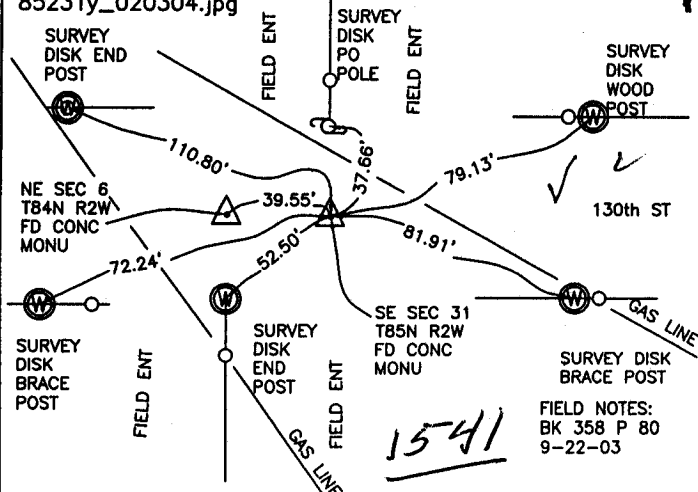 85231y_020304.jpg
SURVEY
DISK END
POST
FIELD ENT
SURVEY
DISK
PO
POLE
FIELD ENT
SURVEY
DISK
WOOD
POST
110.80'
37.66'
79.13'
NE SEC 6
T84N R2W
FD CONC
MONU
39.55'
130th ST
72.24'
52.50'
81.91'
SE SEC 31
T85N R2W
FD CONC
MONU
GAS LINE
SURVEY
DISK
BRACE
POST
FIELD ENT
SURVEY
DISK
END
POST
FIELD ENT
SURVEY DISK
BRACE POST
GAS LINE
1541
FIELD NOTES:
BK 358 P 80
9-22-03
W
W
W
W
W